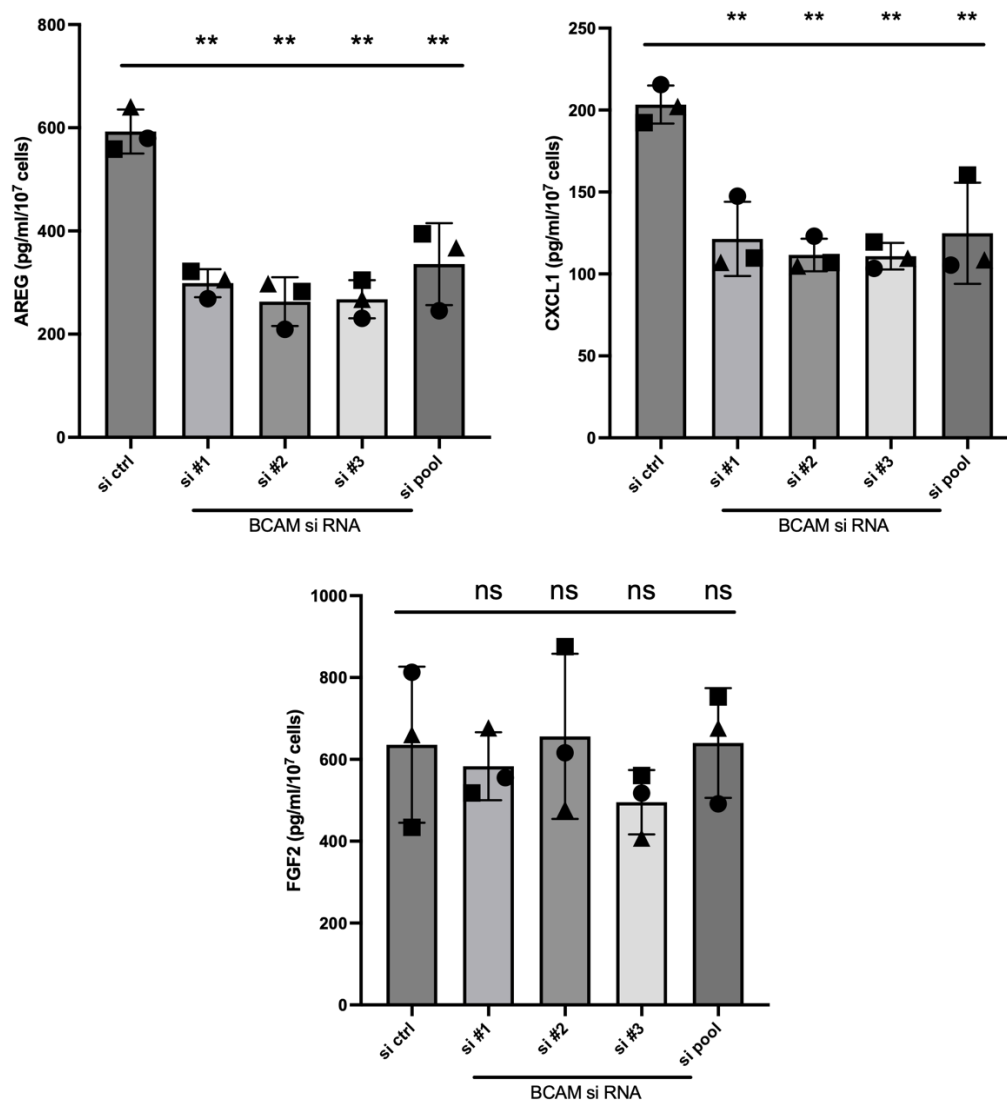 800
600
400
200
0
AREG (pg/ml/10⁷ cells)
** ** ** **
si ctrl si #1 si #2 si #3 si pool
BCAM si RNA
250
200
150
100
50
0
CXCL1 (pg/ml/10⁷ cells)
** ** ** **
si ctrl si #1 si #2 si #3 si pool
BCAM si RNA
1000
800
600
400
200
0
FGF2 (pg/ml/10⁷ cells)
ns ns ns ns
si ctrl si #1 si #2 si #3 si pool
BCAM si RNA